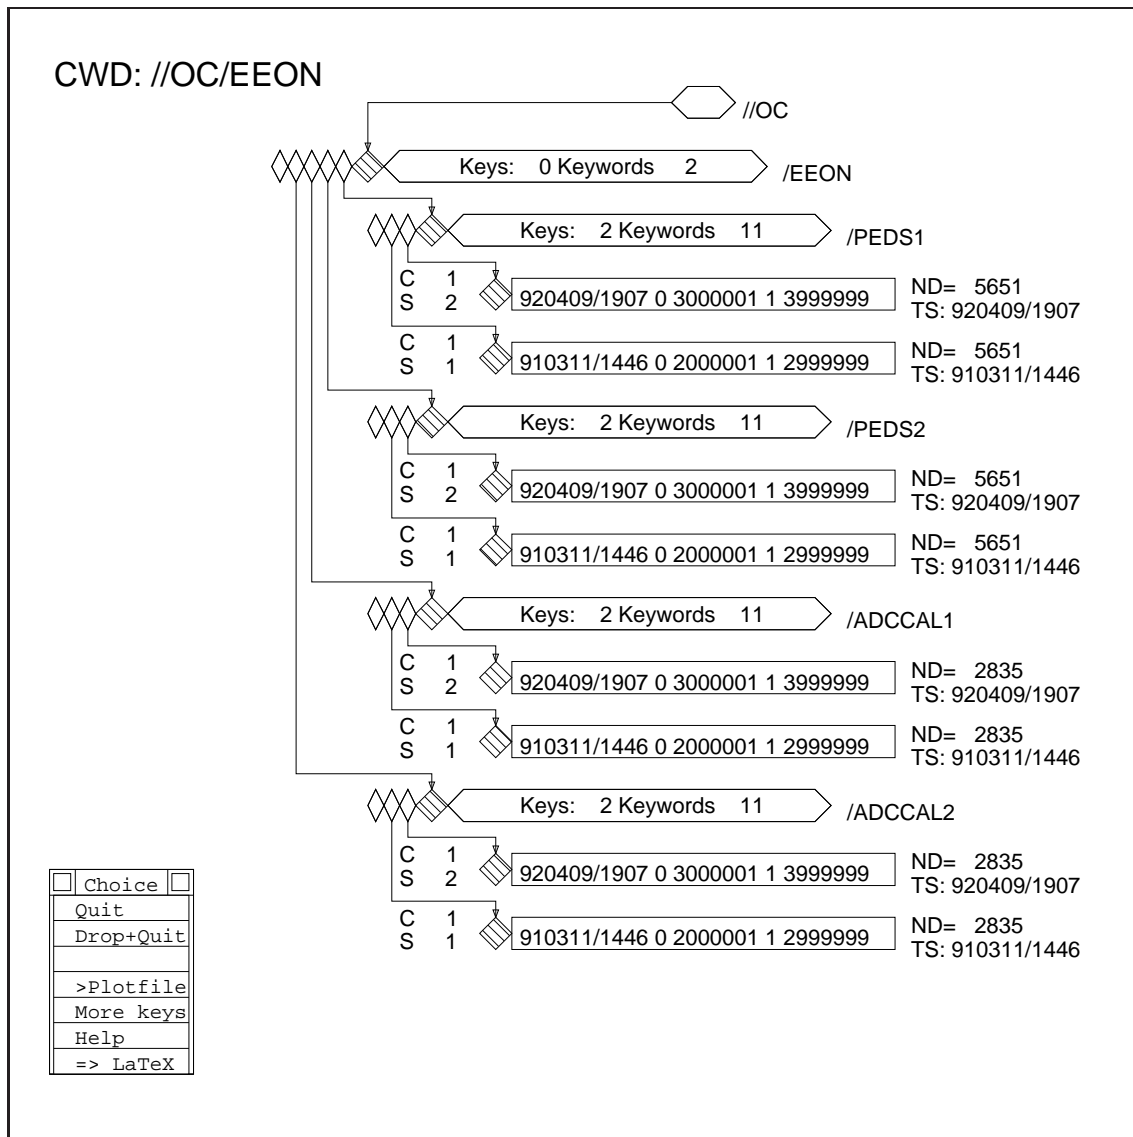 CWD: //OC/EEON
//OC
Keys: 0 Keywords 2 /EEON
Keys: 2 Keywords 11 /PEDS1
C 1
S 2
920409/1907 0 3000001 1 3999999
ND= 5651
TS: 920409/1907
C 1
S 1
910311/1446 0 2000001 1 2999999
ND= 5651
TS: 910311/1446
Keys: 2 Keywords 11 /PEDS2
C 1
S 2
920409/1907 0 3000001 1 3999999
ND= 5651
TS: 920409/1907
C 1
S 1
910311/1446 0 2000001 1 2999999
ND= 5651
TS: 910311/1446
Keys: 2 Keywords 11 /ADCCAL1
C 1
S 2
920409/1907 0 3000001 1 3999999
ND= 2835
TS: 920409/1907
C 1
S 1
910311/1446 0 2000001 1 2999999
ND= 2835
TS: 910311/1446
Keys: 2 Keywords 11 /ADCCAL2
C 1
S 2
920409/1907 0 3000001 1 3999999
ND= 2835
TS: 920409/1907
C 1
S 1
910311/1446 0 2000001 1 2999999
ND= 2835
TS: 910311/1446
Choice
Quit
Drop+Quit
>Plotfile
More keys
Help
=> LaTeX